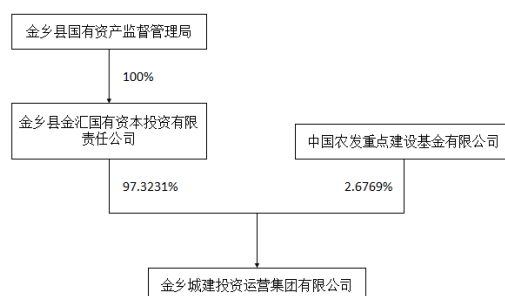 金乡县国有资产监督管理局
100%
金乡县金汇国有资本投资有限
责任公司
中国农发重点建设基金有限公司
97.3231%
2.6769%
金乡城建投资运营集团有限公司